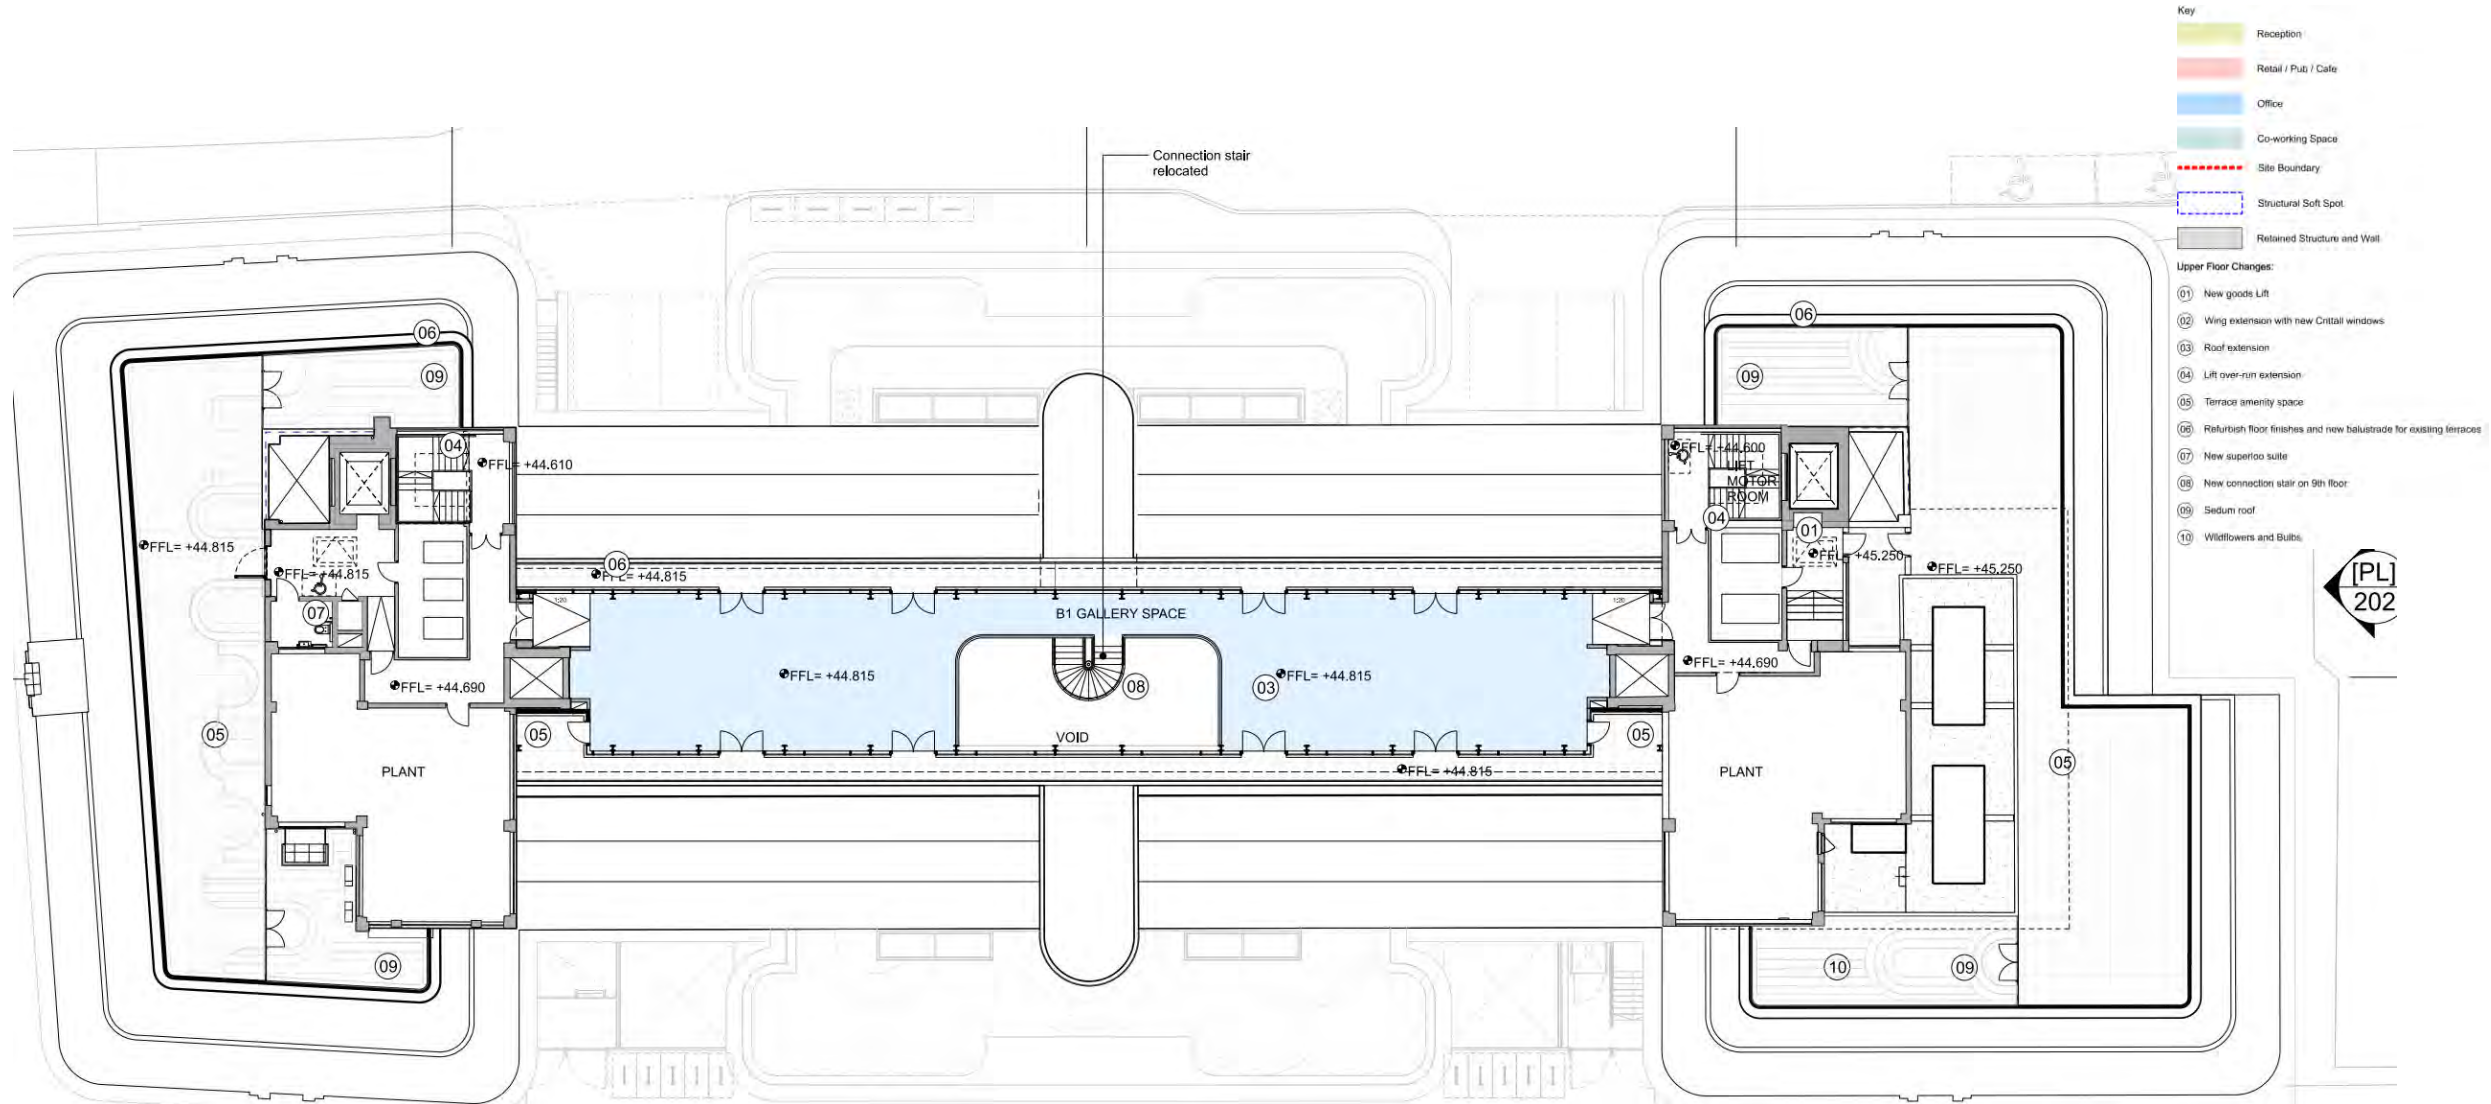 Key
Reception
Retail / Pub / Cafe
Office
Co-working Space
Site Boundary
Structural Soft Spot
Retained Structure and Wall
Upper Floor Changes:
01 New goods Lift
02 Wing extension with new Crittall windows
03 Roof extension
04 Lift over-run extension
05 Terrace amenity space
06 Refurbish floor finishes and new balustrade for existing terraces
07 New superloo suite
08 New connection stair on 9th floor
09 Sedum roof
10 Wildflowers and Bulbs
[PL]
202
Connection stair
relocated
06
06
09
09
04
FFL= +44.610
FFL= +44.600
LIFT
MOTOR
ROOM
04
01
FFL= +44.815
FFL= +45.250
FFL= +45.250
06
FFL= +44.815
FFL= +44.815
07
1:20
1:20
B1 GALLERY SPACE
FFL= +44.690
FFL= +44.815
08
03
FFL= +44.815
FFL= +44.690
05
05
VOID
05
05
PLANT
FFL= +44.815
PLANT
09
10
09